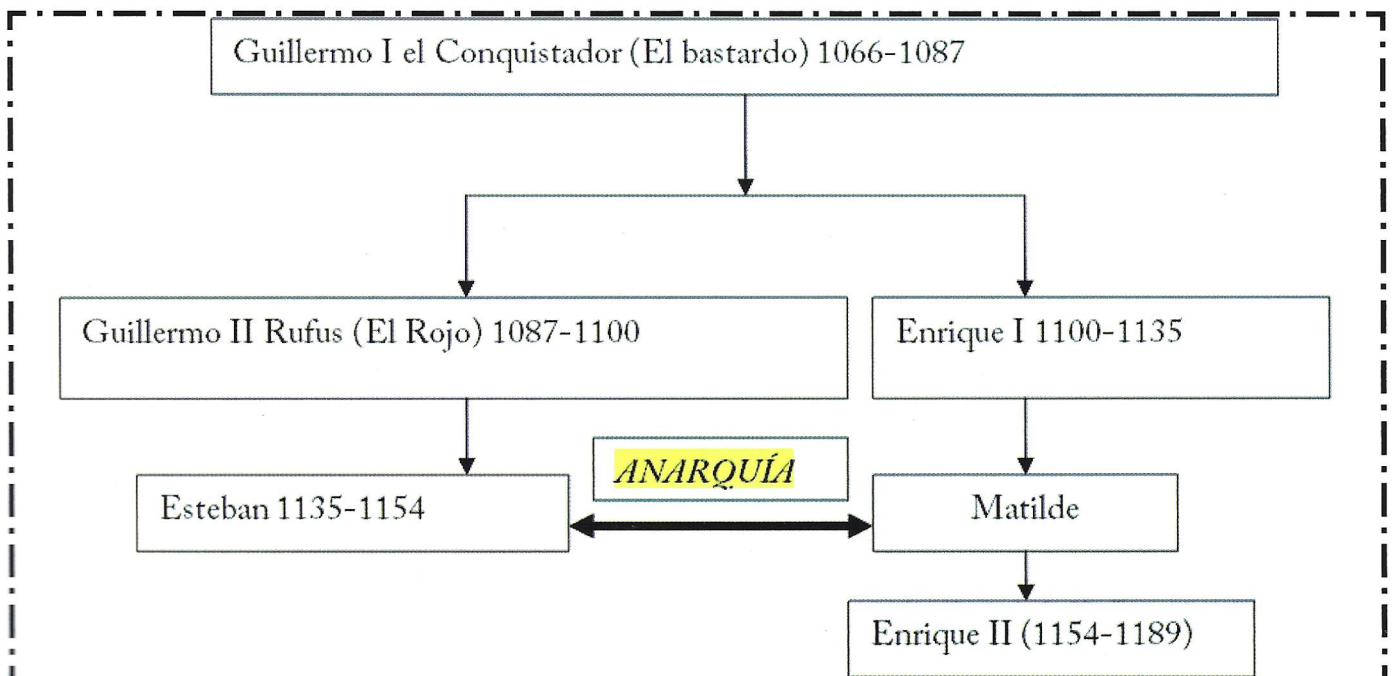 Guillermo I el Conquistador (El bastardo) 1066-1087
Guillermo II Rufus (El Rojo) 1087-1100
Enrique I 1100-1135
ANARQUÍA
Esteban 1135-1154
Matilde
Enrique II (1154-1189)